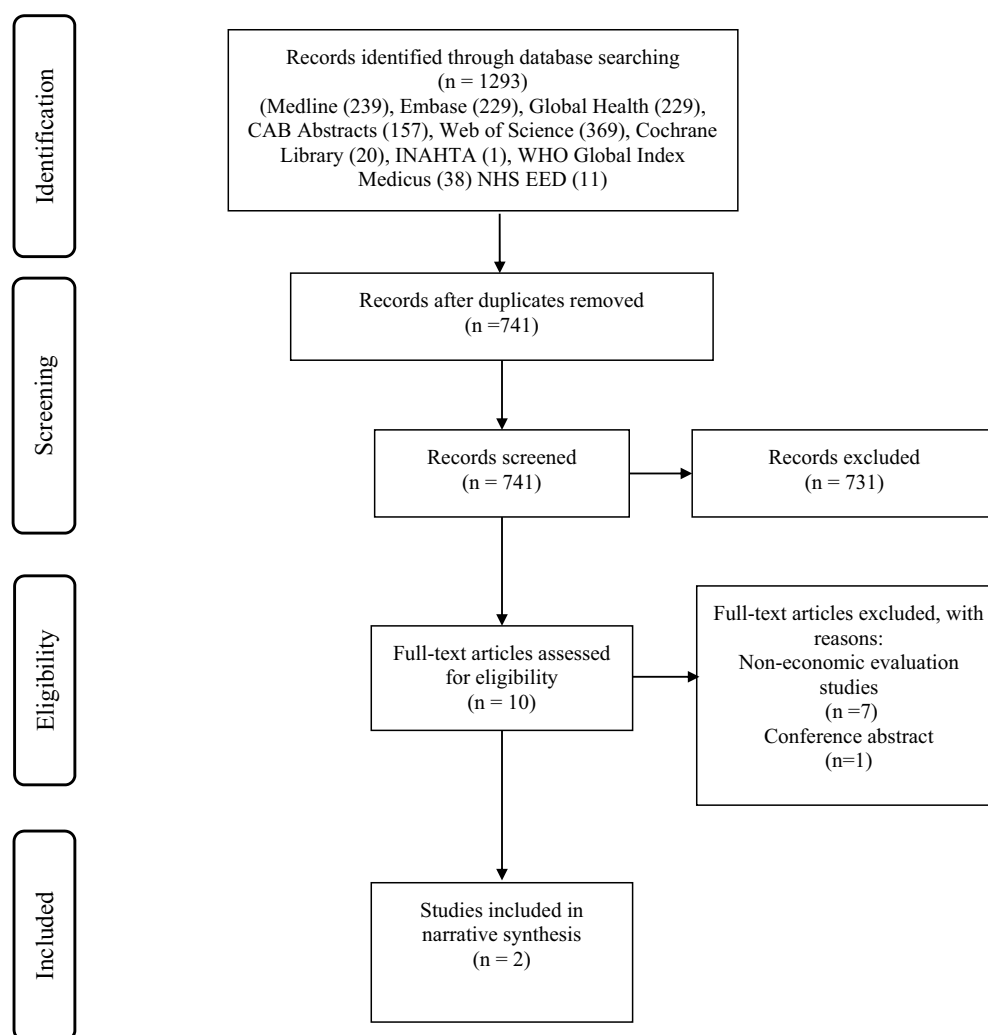 Identification
Records identified through database searching
(n = 1293)
(Medline (239), Embase (229), Global Health (229),
CAB Abstracts (157), Web of Science (369), Cochrane
Library (20), INAHTA (1), WHO Global Index
Medicus (38) NHS EED (11)
Screening
Records after duplicates removed
(n =741)
Records screened
(n = 741)
Records excluded
(n = 731)
Eligibility
Full-text articles assessed
for eligibility
(n = 10)
Full-text articles excluded, with
reasons:
Non-economic evaluation
studies
(n =7)
Conference abstract
(n=1)
Included
Studies included in
narrative synthesis
(n = 2)